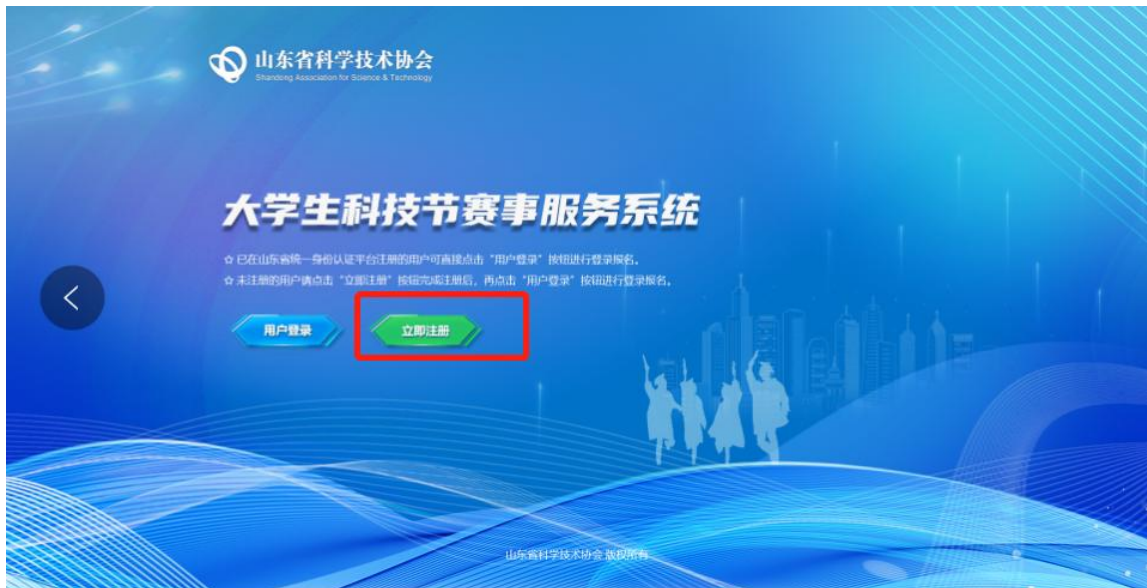 山东省科学技术协会
Shandong Association for Science & Technology
大学生科技节赛事服务系统
☆ 已在山东省统一身份认证平台注册的用户可直接点击“用户登录”按钮进行登录报名。
☆ 未注册的用户请点击“立即注册”按钮完成注册后，再点击“用户登录”按钮进行登录报名。
用户登录
立即注册
山东省科学技术协会 版权所有